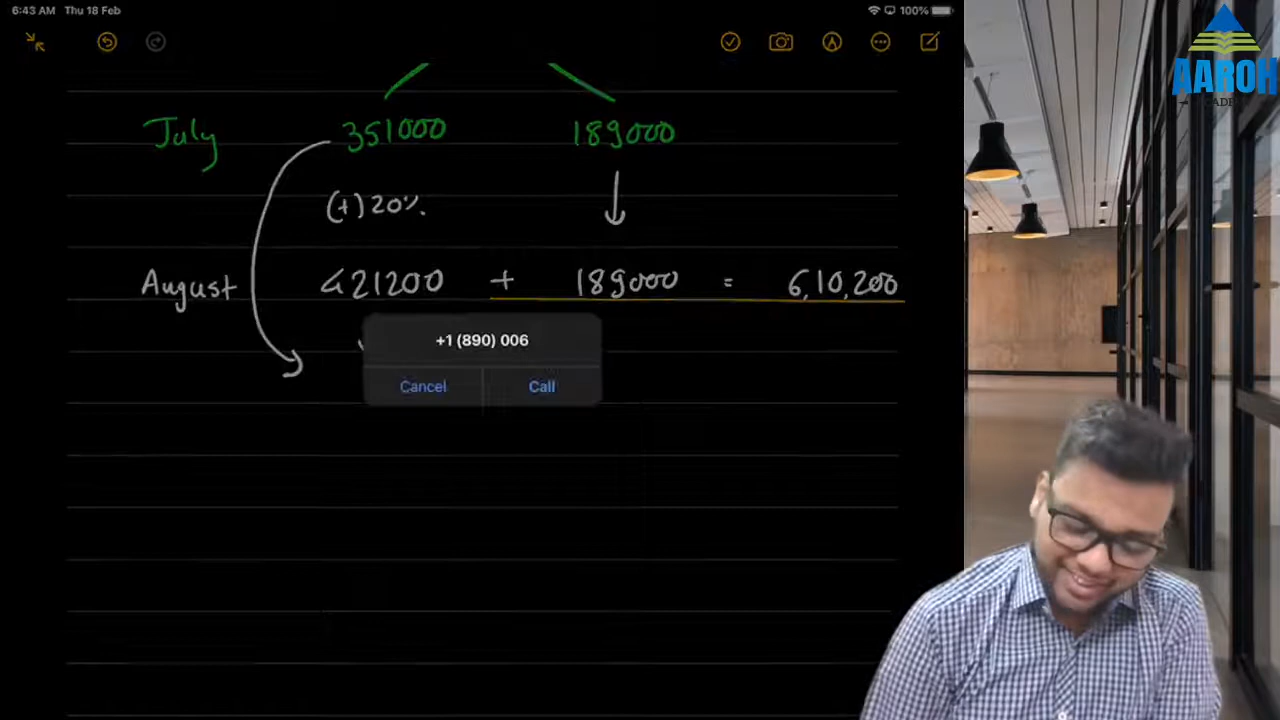 6:43 AM Thu 18 Feb
100%
AAROH
July 351000 189000
(+) 20%.
August 421200 + 189000 = 6,10,200
+1 (890) 006
Cancel Call